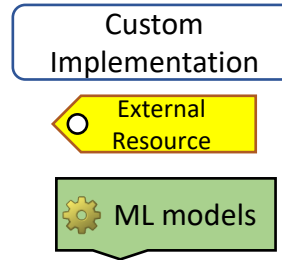 Custom
Implementation
External
Resource
ML models